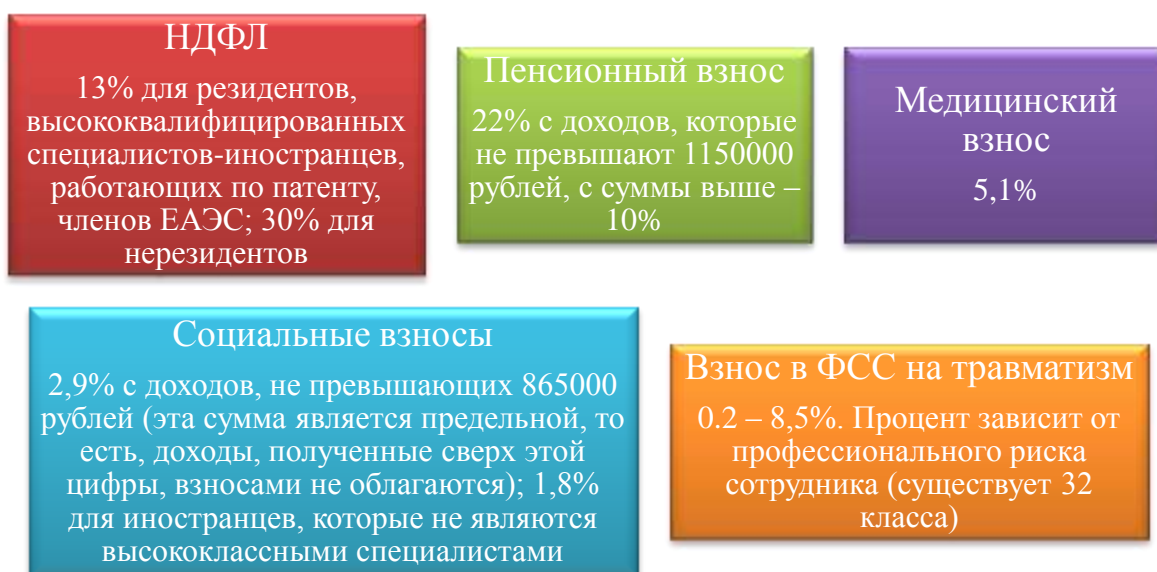 НДФЛ
13% для резидентов,
высококвалифицированных
специалистов-иностранцев,
работающих по патенту,
членов ЕАЭС; 30% для
нерезидентов
Пенсионный взнос
22% с доходов, которые
не превышают 1150000
рублей, с суммы выше –
10%
Медицинский
взнос
5,1%
Социальные взносы
2,9% с доходов, не превышающих 865000
рублей (эта сумма является предельной, то
есть, доходы, полученные сверх этой
цифры, взносами не облагаются); 1,8%
для иностранцев, которые не являются
высококлассными специалистами
Взнос в ФСС на травматизм
0.2 – 8,5%. Процент зависит от
профессионального риска
сотрудника (существует 32
класса)